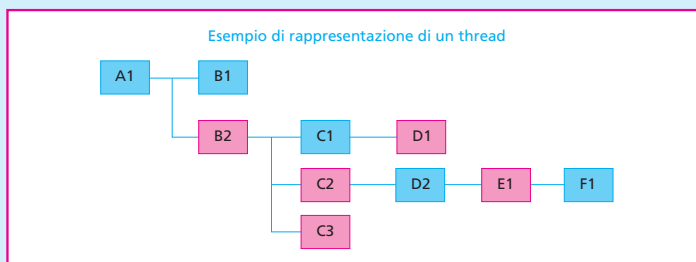 Esempio di rappresentazione di un thread
A1 B1
B2 C1 D1
C2 D2 E1 F1
C3